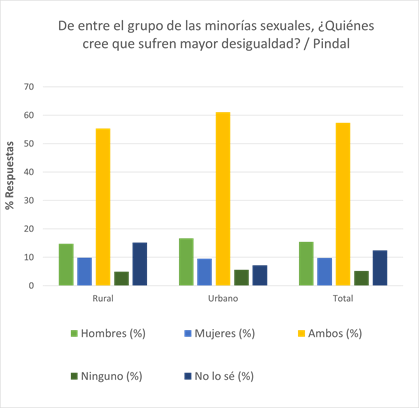 De entre el grupo de las minorías sexuales, ¿Quiénes
cree que sufren mayor desigualdad? / Pindal
% Respuestas
70
60
50
40
30
20
10
0
Rural Urbano Total
Hombres (%) Mujeres (%) Ambos (%)
Ninguno (%) No lo sé (%)